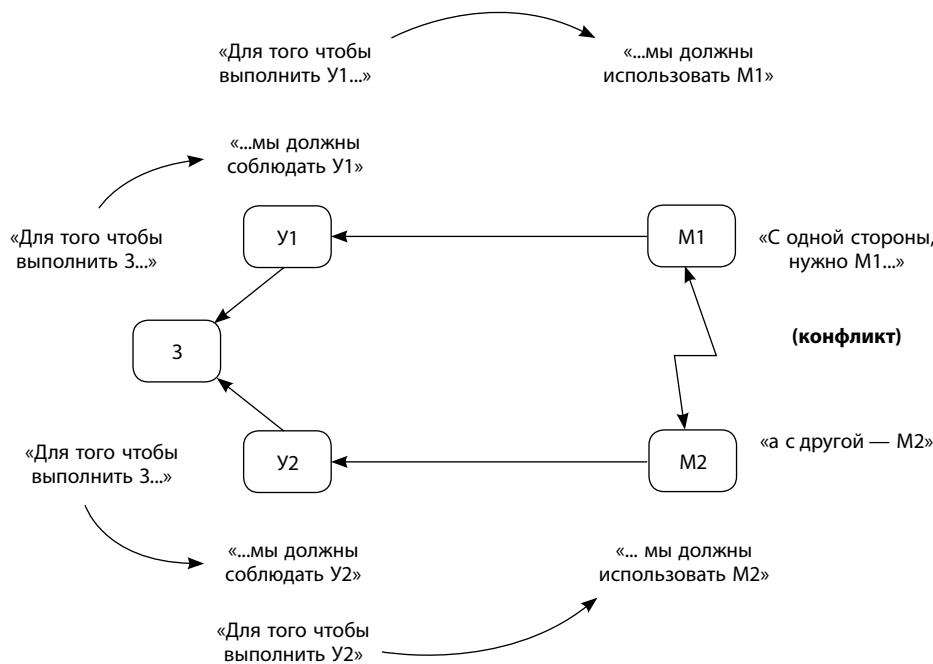 «Для того чтобы
выполнить У1...»
«...мы должны
использовать М1»
«...мы должны
соблюдать У1»
«Для того чтобы
выполнить З...»
У1
М1
«С одной стороны,
нужно М1...»
З
(конфликт)
«Для того чтобы
выполнить З...»
У2
М2
«а с другой — М2»
«...мы должны
соблюдать У2»
«... мы должны
использовать М2»
«Для того чтобы
выполнить У2»